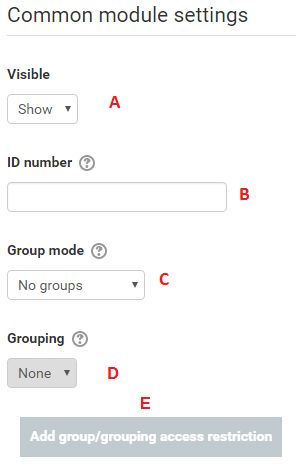 Common module settings
Visible
Show A
ID number ?
B
Group mode ?
No groups C
Grouping ?
None D
E
Add group/grouping access restriction